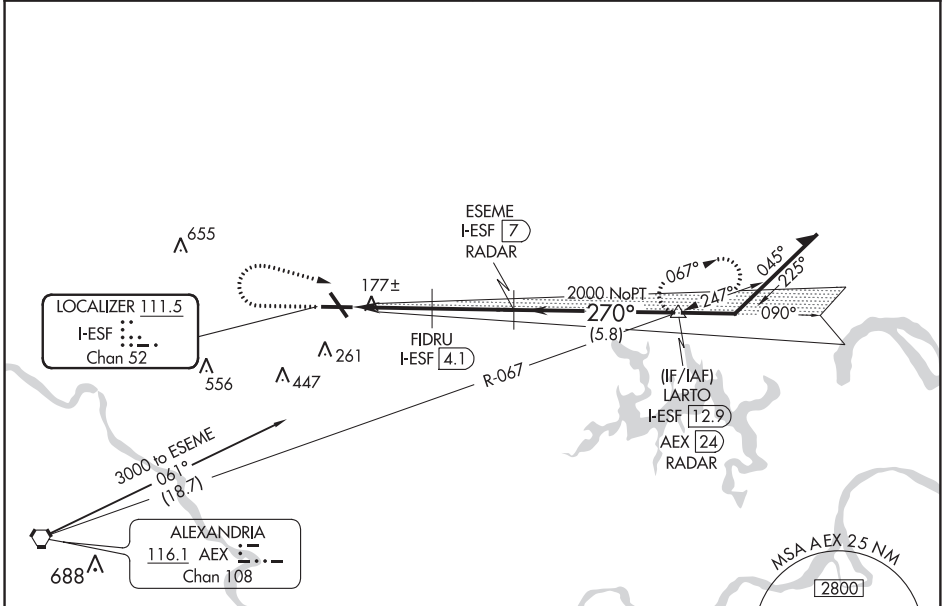 655
ESEME
I-ESF 7
RADAR
067°
045°
225°
177±
2000 NoPT
247°
270°
090°
(5.8)
LOCALIZER 111.5
I-ESF
Chan 52
FIDRU
I-ESF 4.1
261
556
447
R-067
(IF/IAF)
LARTO
I-ESF 12.9
AEX 24
RADAR
3000 to ESEME
061°
(18.7)
ALEXANDRIA
116.1 AEX
Chan 108
688
MSA AEX 25 NM
2800